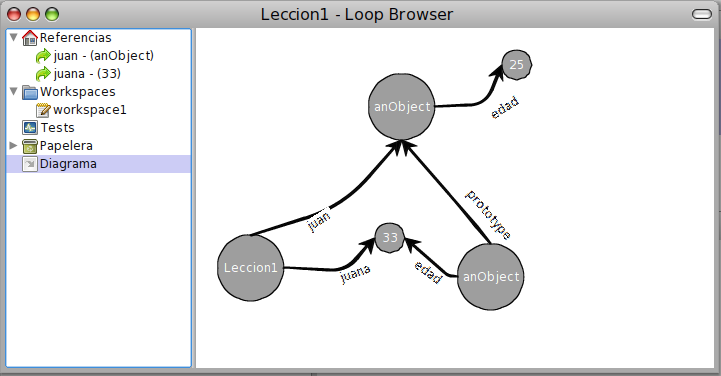 Leccion1 - Loop Browser
Referencias
juan - (anObject)
juana - (33)
Workspaces
workspace1
Tests
Papelera
Diagrama
25
anObject
edad
juan
prototype
33
Leccion1
juana
edad
anObject